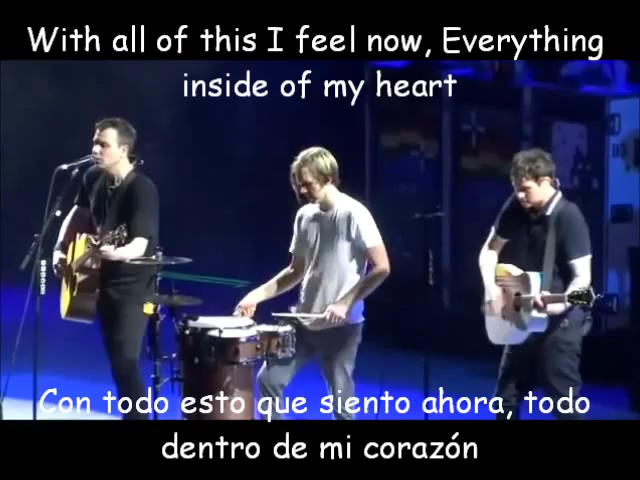 With all of this I feel now, Everything
inside of my heart
Con todo esto que siento ahora, todo
dentro de mi corazón